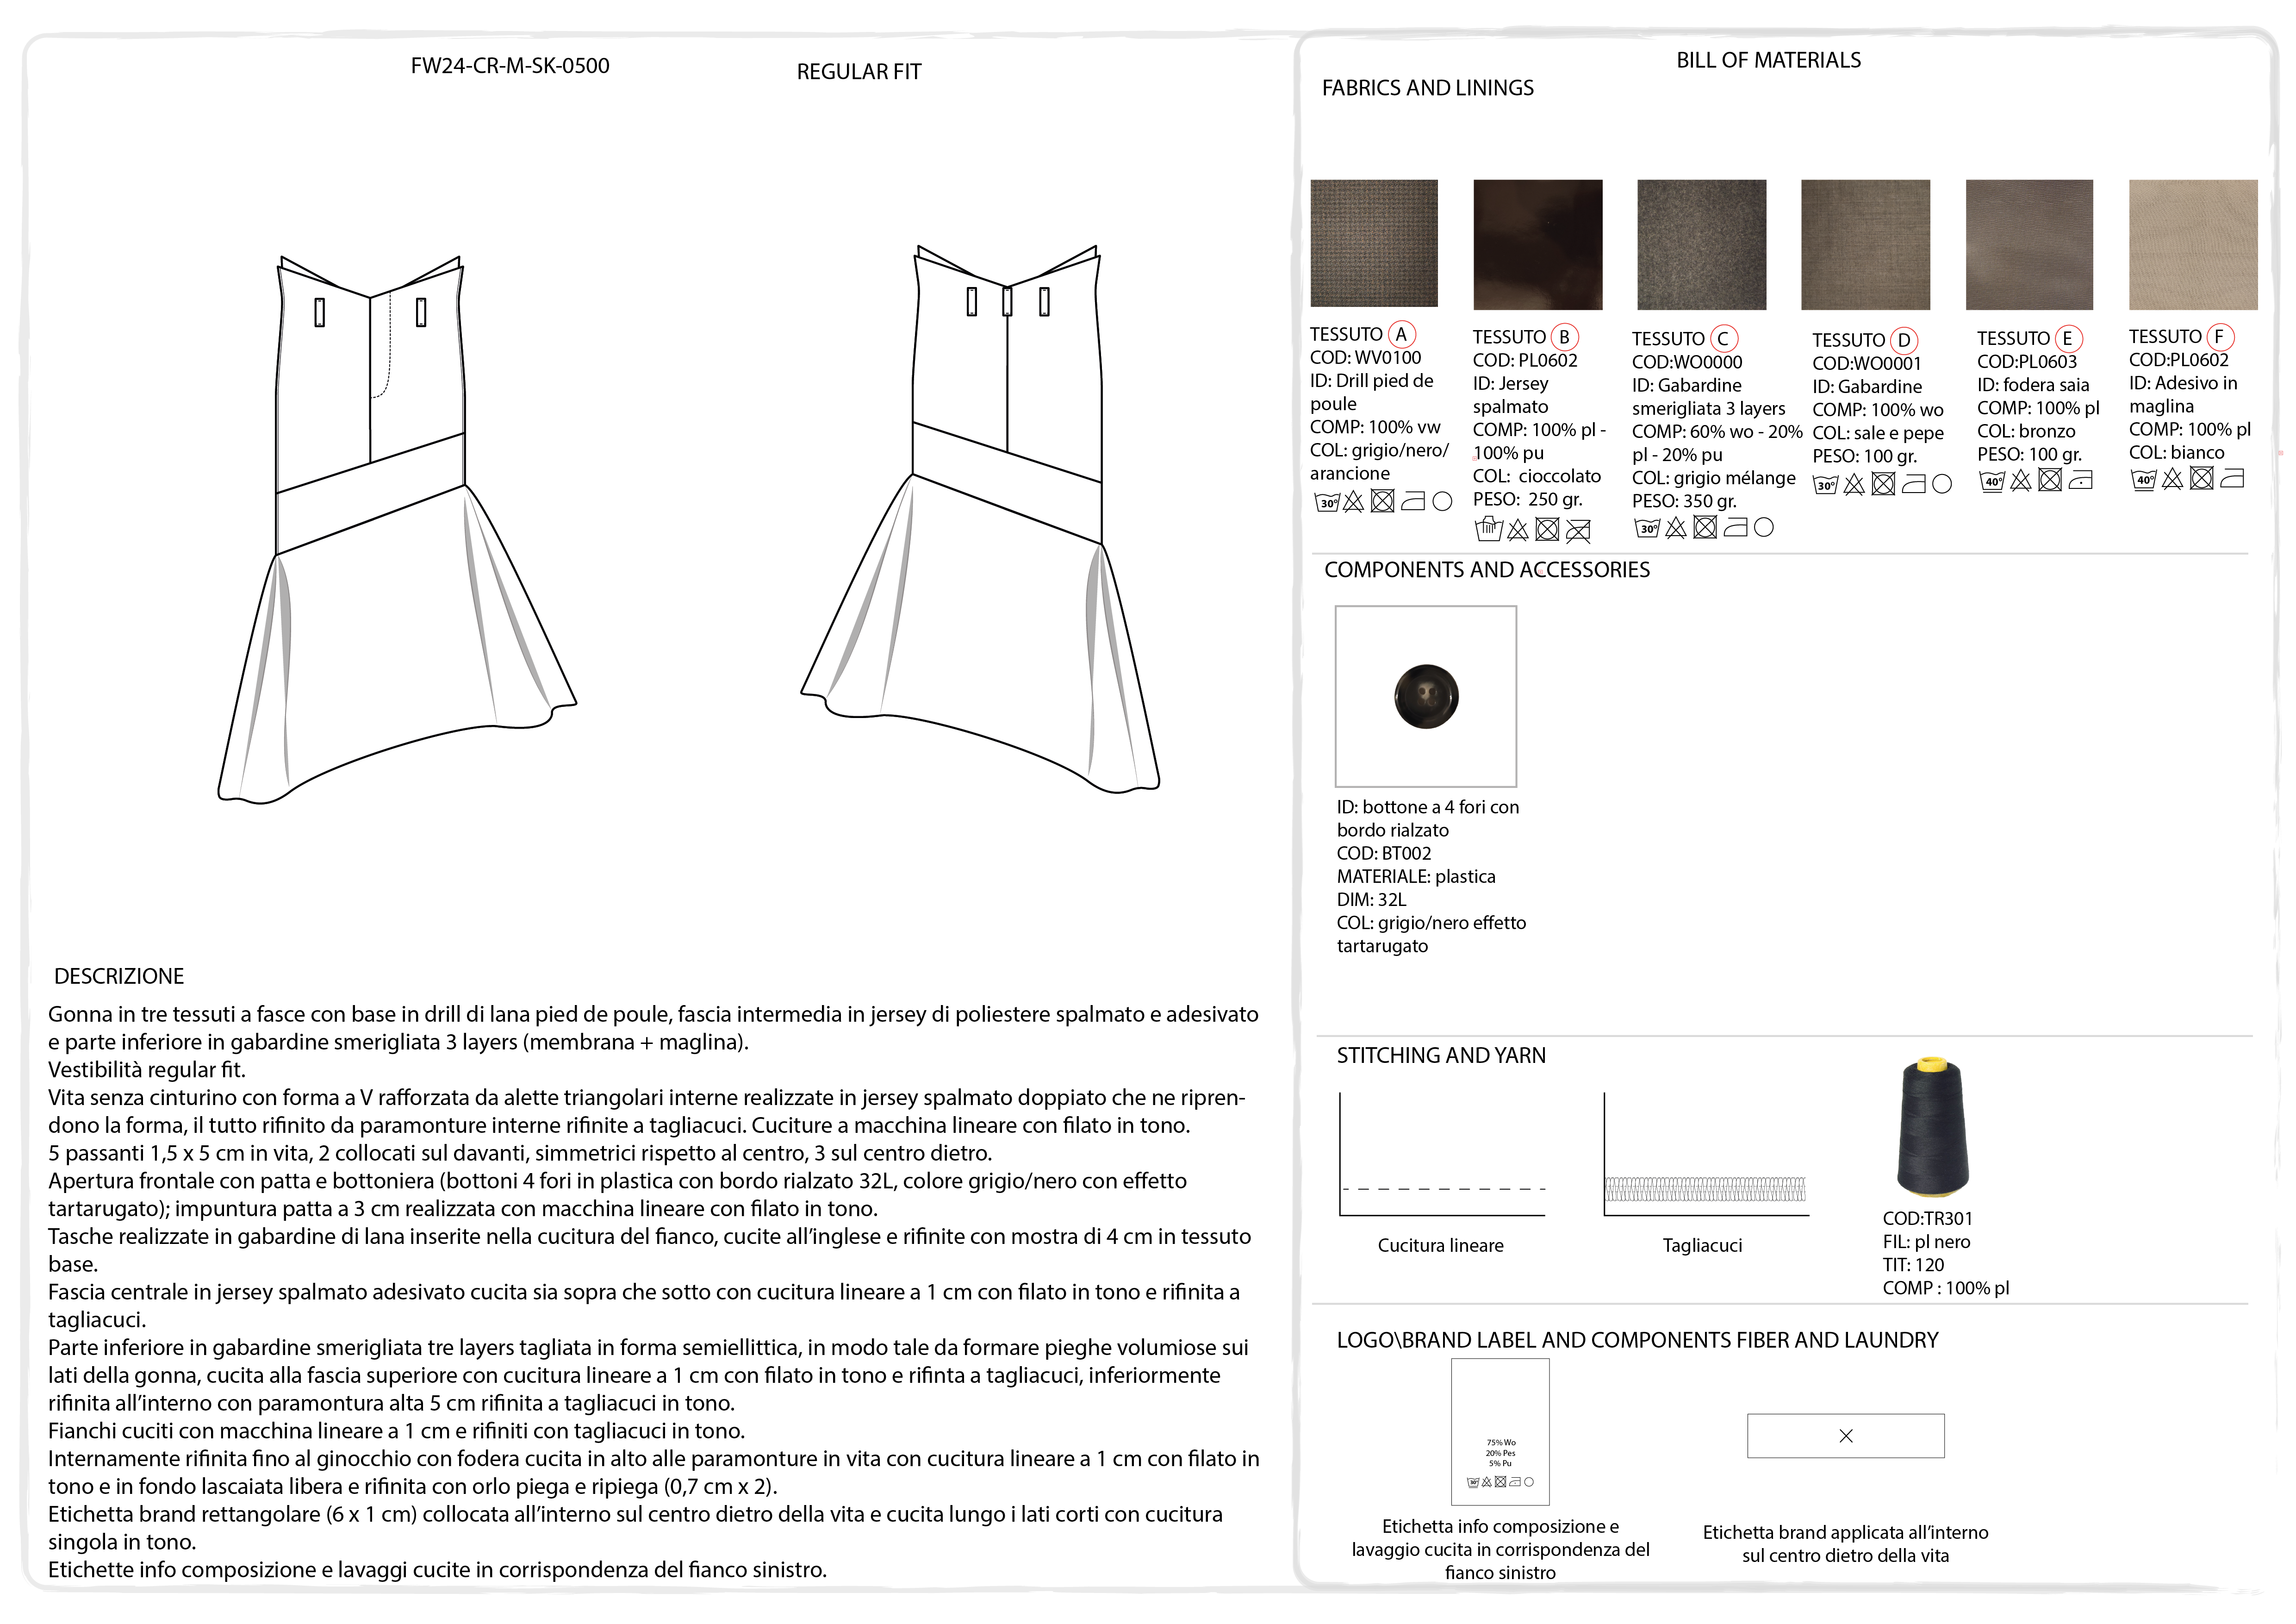 FW24-CR-M-SK-0500
REGULAR FIT
DESCRIZIONE
Gonna in tre tessuti a fasce con base in drill di lana pied de poule, fascia intermedia in jersey di poliestere spalmato e adesivato
e parte inferiore in gabardine smerigliata 3 layers (membrana + maglina).
Vestibilità regular fit.
Vita senza cinturino con forma a V rafforzata da alette triangolari interne realizzate in jersey spalmato doppiato che ne ripren-
dono la forma, il tutto rifinito da paramonture interne rifinite a tagliacuci. Cuciture a macchina lineare con filato in tono.
5 passanti 1,5 x 5 cm in vita, 2 collocati sul davanti, simmetrici rispetto al centro, 3 sul centro dietro.
Apertura frontale con patta e bottoniera (bottoni 4 fori in plastica con bordo rialzato 32L, colore grigio/nero con effetto
tartarugato); impuntura patta a 3 cm realizzata con macchina lineare con filato in tono.
Tasche realizzate in gabardine di lana inserite nella cucitura del fianco, cucite all’inglese e rifinite con mostra di 4 cm in tessuto
base.
Fascia centrale in jersey spalmato adesivato cucita sia sopra che sotto con cucitura lineare a 1 cm con filato in tono e rifinita a
tagliacuci.
Parte inferiore in gabardine smerigliata tre layers tagliata in forma semiellittica, in modo tale da formare pieghe volumiose sui
lati della gonna, cucita alla fascia superiore con cucitura lineare a 1 cm con filato in tono e rifinta a tagliacuci, inferiormente
rifinita all’interno con paramontura alta 5 cm rifinita a tagliacuci in tono.
Fianchi cuciti con macchina lineare a 1 cm e rifiniti con tagliacuci in tono.
Internamente rifinita fino al ginocchio con fodera cucita in alto alle paramonture in vita con cucitura lineare a 1 cm con filato in
tono e in fondo lascaiata libera e rifinita con orlo piega e ripiega (0,7 cm x 2).
Etichetta brand rettangolare (6 x 1 cm) collocata all’interno sul centro dietro della vita e cucita lungo i lati corti con cucitura
singola in tono.
Etichette info composizione e lavaggi cucite in corrispondenza del fianco sinistro.
BILL OF MATERIALS
FABRICS AND LININGS
TESSUTO A
COD: WV0100
ID: Drill pied de
poule
COMP: 100% vw
COL: grigio/nero/
arancione
30°
TESSUTO B
COD: PL0602
ID: Jersey
spalmato
COMP: 100% pl -
100% pu
COL: cioccolato
PESO: 250 gr.
TESSUTO C
COD:WO0000
ID: Gabardine
smerigliata 3 layers
COMP: 60% wo - 20%
pl - 20% pu
COL: grigio mélange
PESO: 350 gr.
30°
TESSUTO D
COD:WO0001
ID: Gabardine
COMP: 100% wo
COL: sale e pepe
PESO: 100 gr.
30°
TESSUTO E
COD:PL0603
ID: fodera saia
COMP: 100% pl
COL: bronzo
PESO: 100 gr.
40°
TESSUTO F
COD:PL0602
ID: Adesivo in
maglina
COMP: 100% pl
COL: bianco
40°
COMPONENTS AND ACCESSORIES
ID: bottone a 4 fori con
bordo rialzato
COD: BT002
MATERIALE: plastica
DIM: 32L
COL: grigio/nero effetto
tartarugato
STITCHING AND YARN
Cucitura lineare
Tagliacuci
COD:TR301
FIL: pl nero
TIT: 120
COMP : 100% pl
LOGO\BRAND LABEL AND COMPONENTS FIBER AND LAUNDRY
75% Wo
20% Pes
5% Pu
30°
Etichetta info composizione e
lavaggio cucita in corrispondenza del
fianco sinistro
Etichetta brand applicata all’interno
sul centro dietro della vita